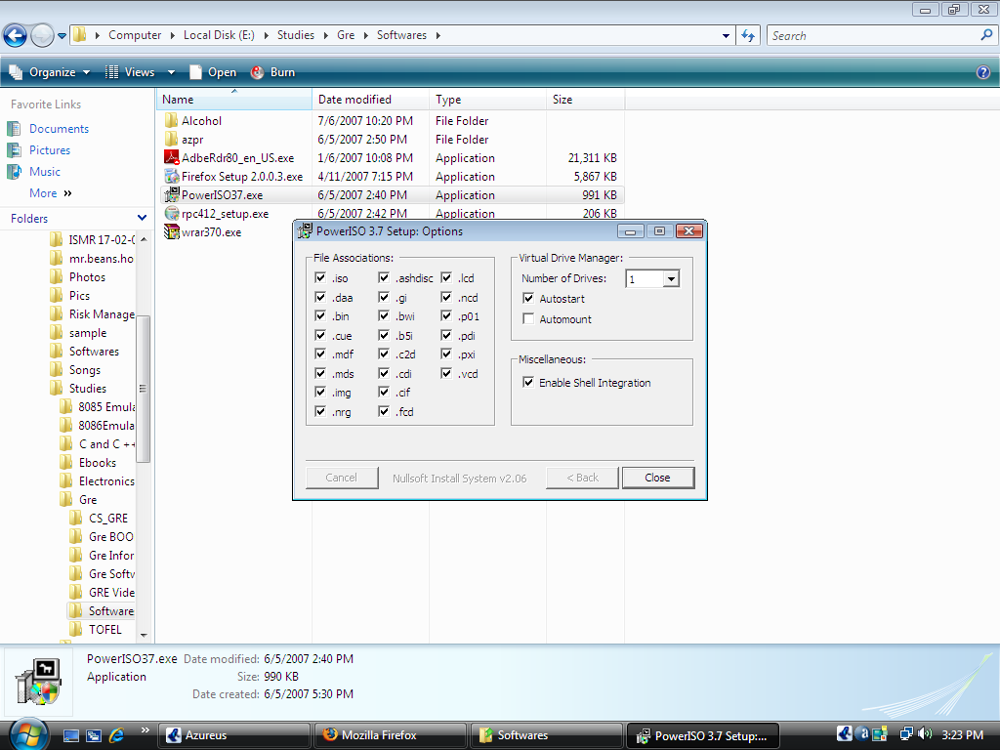 Computer Local Disk (E:) Studies Gre Softwares
Search
Organize Views Open Burn
Favorite Links
Documents
Pictures
Music
More »
Folders
ISMR 17-02-0
mr.beans.ho
Photos
Pics
Risk Manage
sample
Softwares
Songs
Studies
8085 Emula
8086Emula
C and C ++
Ebooks
Electronics
Gre
CS_GRE
Gre BOO
Gre Infor
Gre Softv
GRE Vide
Software
TOFEL
Name Date modified Type Size
Alcohol 7/6/2007 10:20 PM File Folder
azpr 6/5/2007 2:50 PM File Folder
AdbeRdr80_en_US.exe 1/6/2007 10:08 PM Application 21,311 KB
Firefox Setup 2.0.0.3.exe 4/11/2007 7:15 PM Application 5,867 KB
PowerISO37.exe 6/5/2007 2:40 PM Application 991 KB
rpc412_setup.exe 6/5/2007 2:42 PM Application 206 KB
wrar370.exe
PowerISO 3.7 Setup: Options
File Associations:
.iso .ashdisc .lcd
.daa .gi .ncd
.bin .bwi .p01
.cue .b5i .pdi
.mdf .c2d .pxi
.mds .cdi .vcd
.img .cif
.nrg .fcd
Virtual Drive Manager:
Number of Drives: 1
Autostart
Automount
Miscellaneous:
Enable Shell Integration
Cancel Nullsoft Install System v2.06 < Back Close
PowerISO37.exe Date modified: 6/5/2007 2:40 PM
Application Size: 990 KB
Date created: 6/5/2007 5:30 PM
» Azureus Mozilla Firefox Softwares PowerISO 3.7 Setup:... 3:23 PM